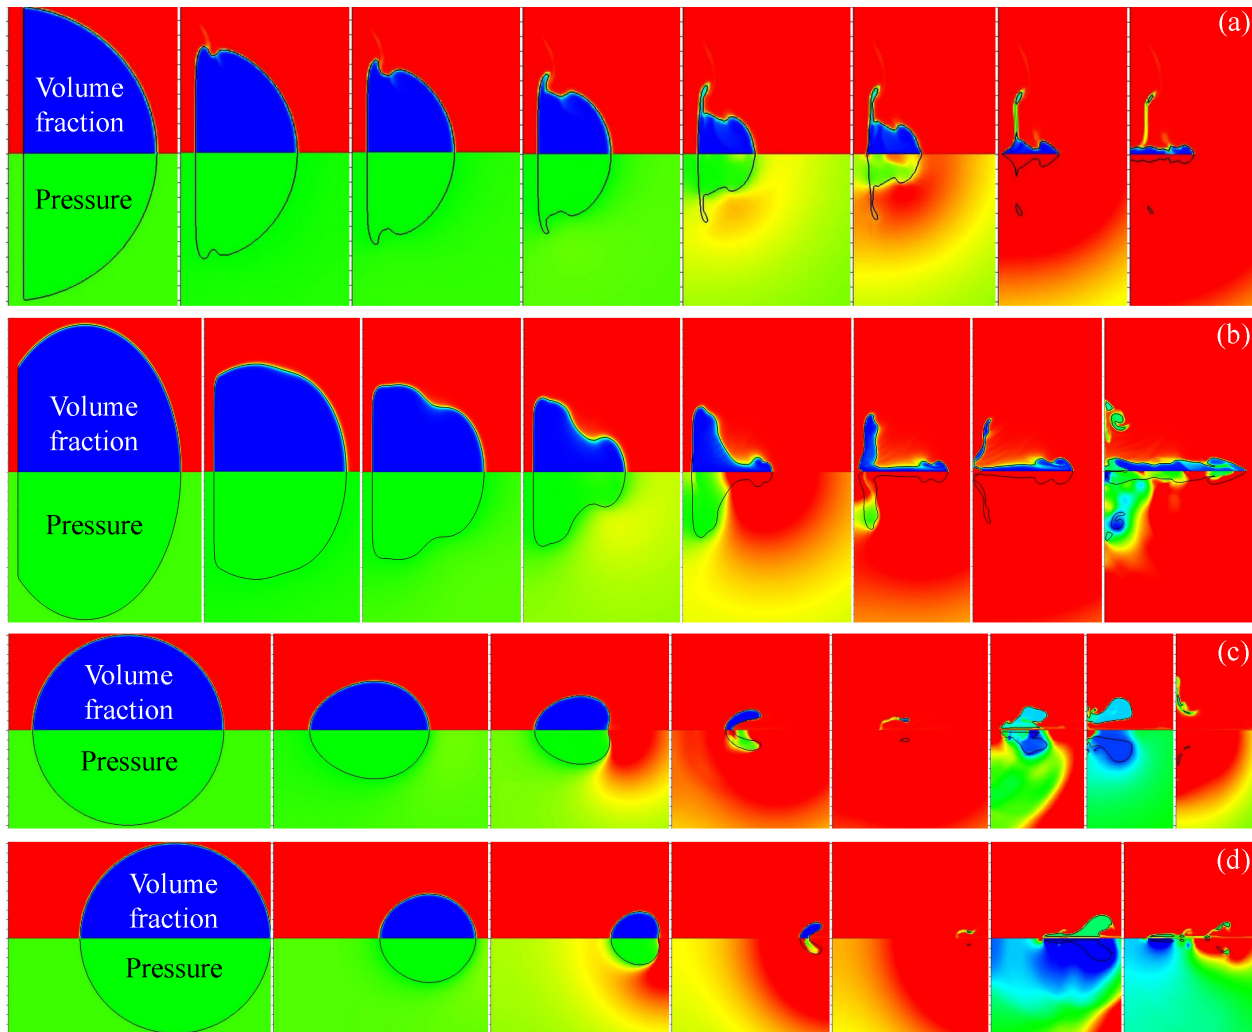 (a)
Volume
fraction
Pressure
(b)
Volume
fraction
Pressure
(c)
Volume
fraction
Pressure
(d)
Volume
fraction
Pressure